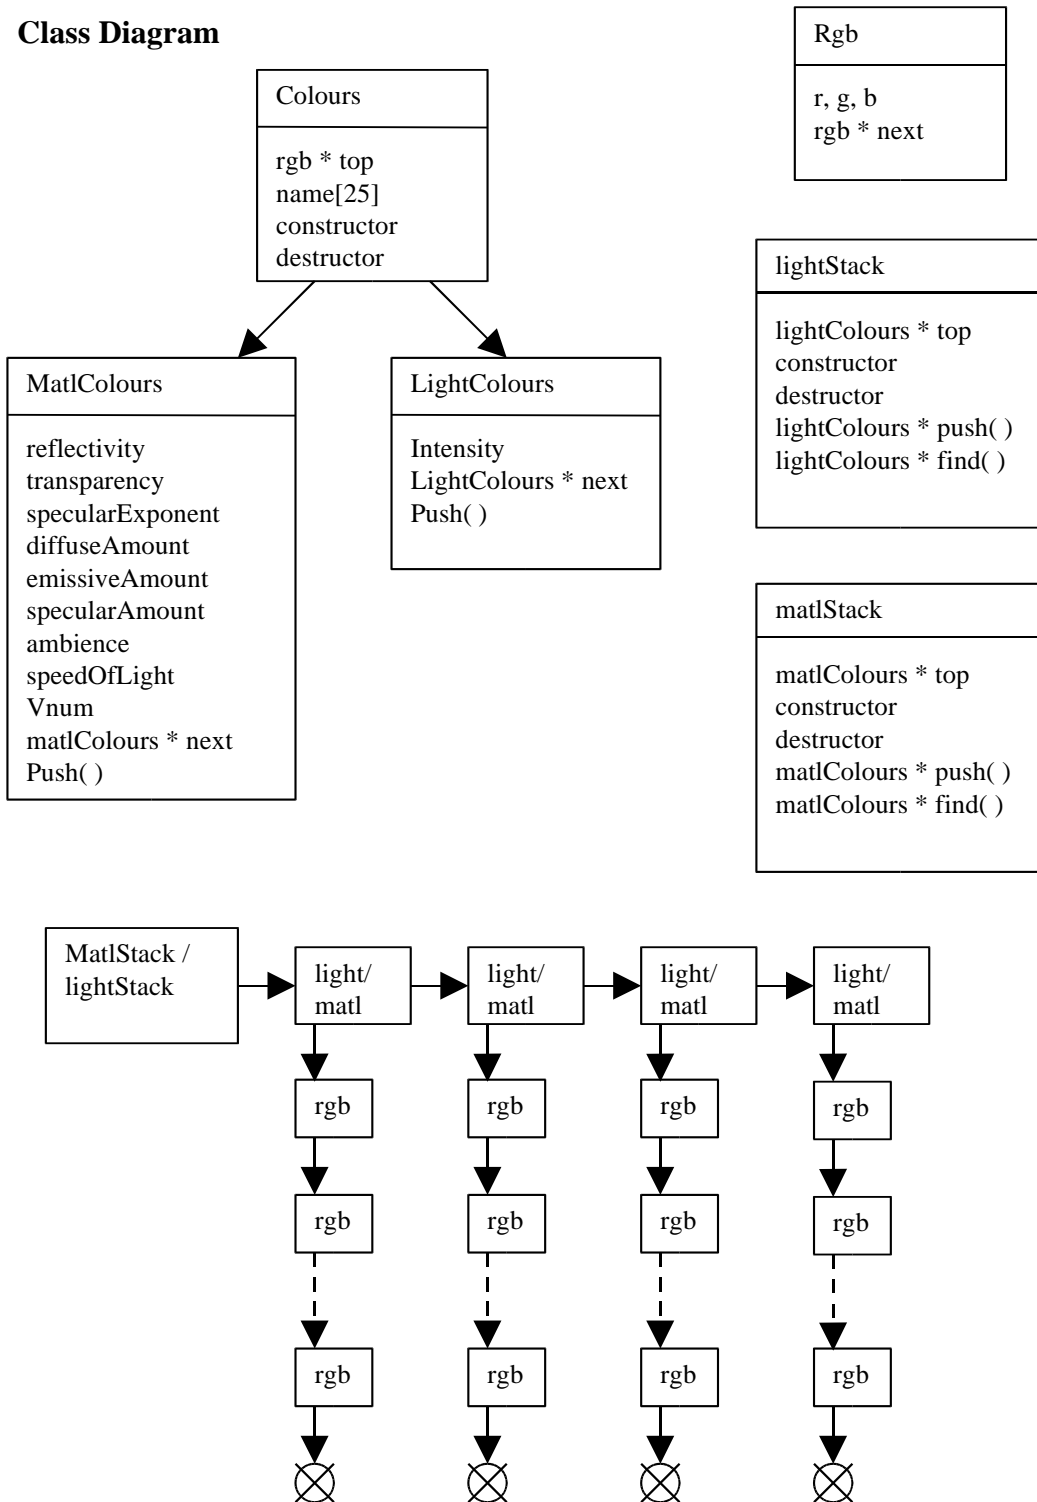 Class Diagram
Colours
rgb * top
name[25]
constructor
destructor
Rgb
r, g, b
rgb * next
MatlColours
reflectivity
transparency
specularExponent
diffuseAmount
emissiveAmount
specularAmount
ambience
speedOfLight
Vnum
matlColours * next
Push( )
LightColours
Intensity
LightColours * next
Push( )
lightStack
lightColours * top
constructor
destructor
lightColours * push( )
lightColours * find( )
matlStack
matlColours * top
constructor
destructor
matlColours * push( )
matlColours * find( )
MatlStack /
lightStack
light/
matl
light/
matl
light/
matl
light/
matl
rgb
rgb
rgb
rgb
rgb
rgb
rgb
rgb
rgb
rgb
rgb
rgb